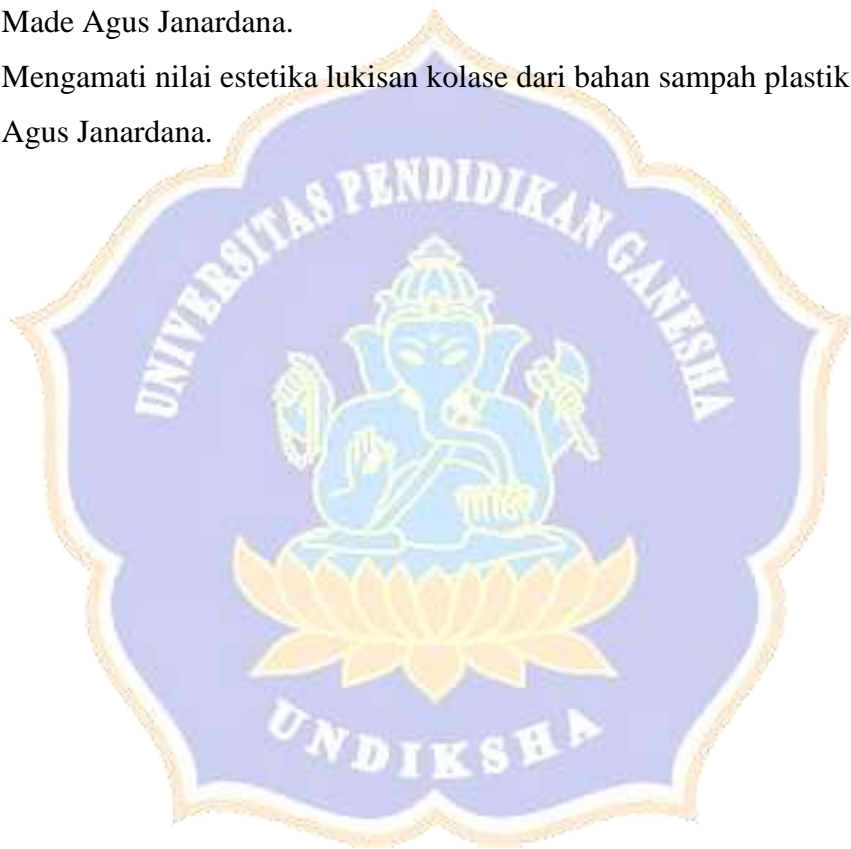 Made Agus Janardana.
Mengamati nilai estetika lukisan kolase dari bahan sampah plastik
Agus Janardana.
UNIVERSITAS PENDIDIKAN GANESHA
UNDIKSHA